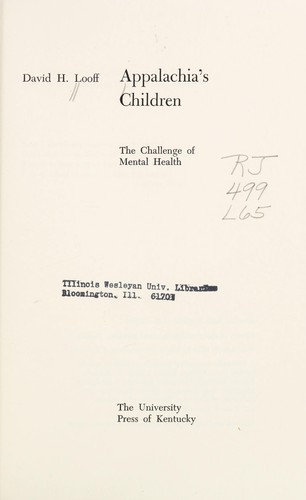 David H. Looff Appalachia's
Children
The Challenge of
Mental Health
RJ
499
L65
Illinois Wesleyan Univ. Libraries
Bloomington, Ill. 61701
The University
Press of Kentucky